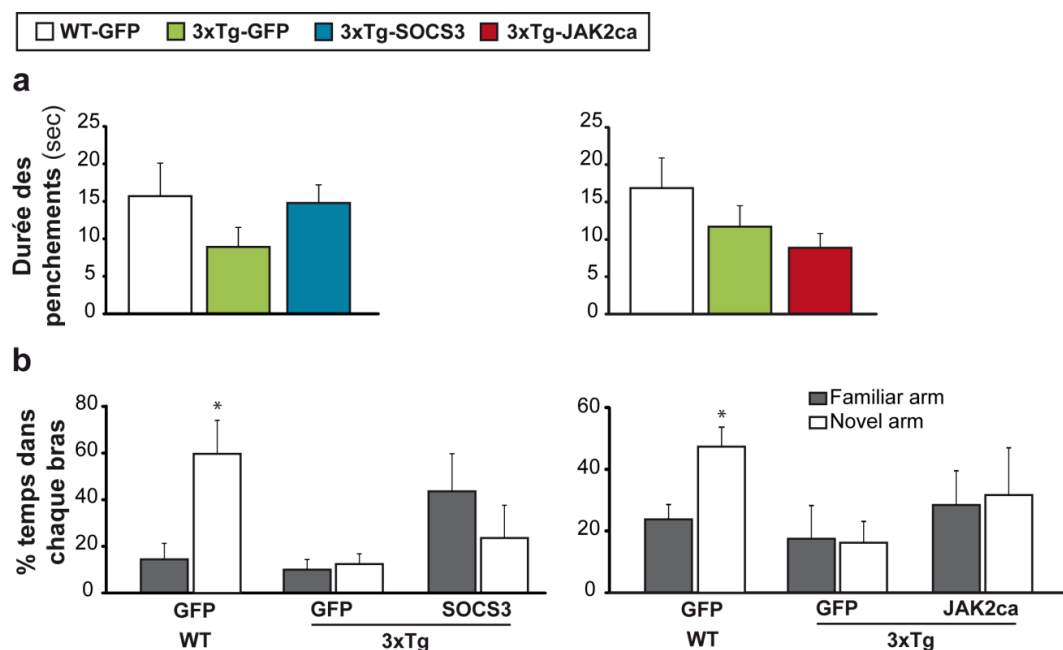 WT-GFP 3xTg-GFP 3xTg-SOCS3 3xTg-JAK2ca
a
Durée des
penchements (sec)
25
20
15
10
5
0
25
20
15
10
5
0
b
% temps dans
chaque bras
80
60
40
20
0
*
GFP GFP SOCS3
WT 3xTg
60
40
20
0
*
Familiar arm
Novel arm
GFP GFP JAK2ca
WT 3xTg